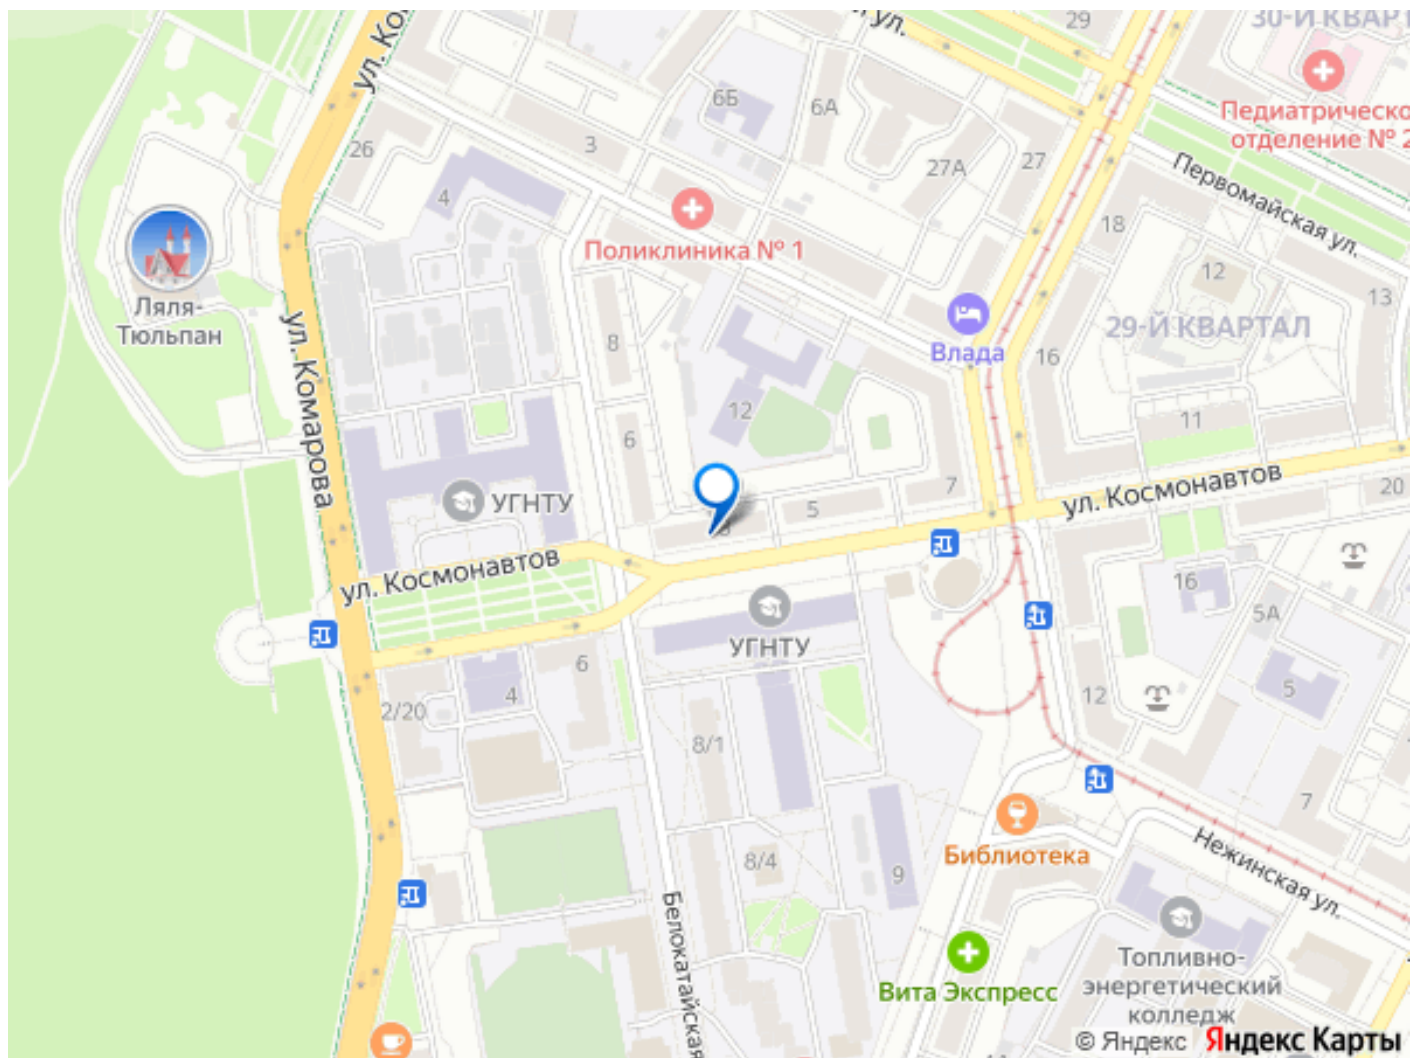 29
30-Й КВАРТ
ул. Ко
ул.
6Б
6А
Педиатрическо
отделение № 2
26
3
27А
27
Первомайская ул.
4
18
Поликлиника № 1
12
13
Ляля-
Тюльпан
29-Й КВАРТАЛ
Влада
16
8
ул. Комарова
12
11
6
УГНТУ
7
5
ул. Космонавтов
20
ул. Космонавтов
16
5А
УГНТУ
6
4
5
2/20
12
8/1
7
Библиотека
Нежинская ул.
8/4
9
Белокатайская
Топливно-
энергетический
колледж
Вита Экспресс
© Яндекс Яндекс Карты